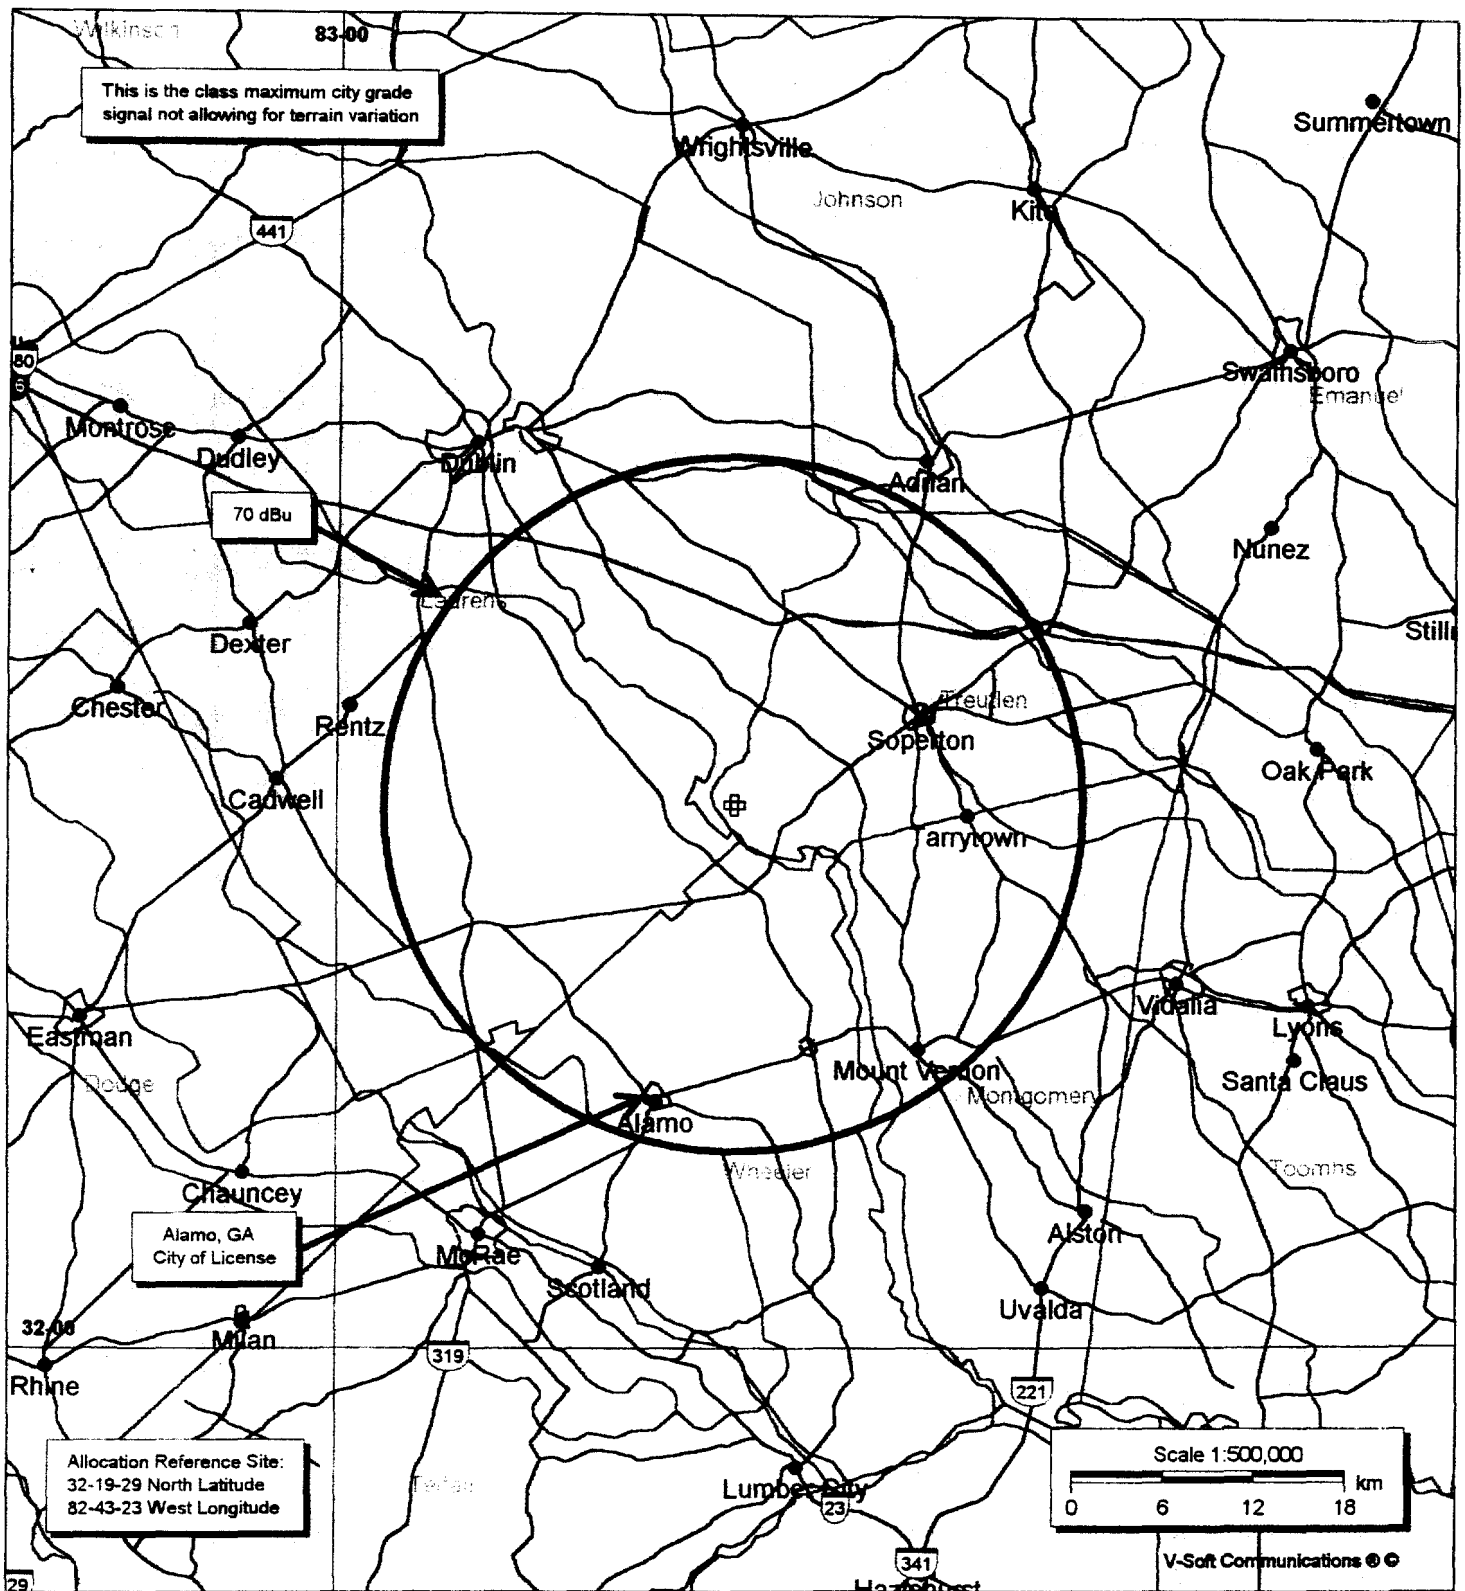 Wilkinson
83-00
This is the class maximum city grade
signal not allowing for terrain variation
Summertown
Wrightsville
Johnson
Kite
441
80
6
Swainsboro
Emanuel
Montrose
Dudley
Dublin
Adrian
70 dBu
Nunez
Laurens
Dexter
Chester
Rentz
Treutlen
Soperton
Oak Park
Cadwell
Tarrytown
Vidalia
Lyons
Eastman
Mount Vernon
Santa Claus
Dodge
Montgomery
Alamo
Wheeler
Toombs
Chauncey
Alamo, GA
City of License
McRae
Alston
Scotland
Uvalda
32-00
Milan
319
Rhine
221
Allocation Reference Site:
32-19-29 North Latitude
82-43-23 West Longitude
Telfair
Lumber City
23
Scale 1:500,000
km
0 6 12 18
341
V-Soft Communications ® ©
29
Hazlehurst